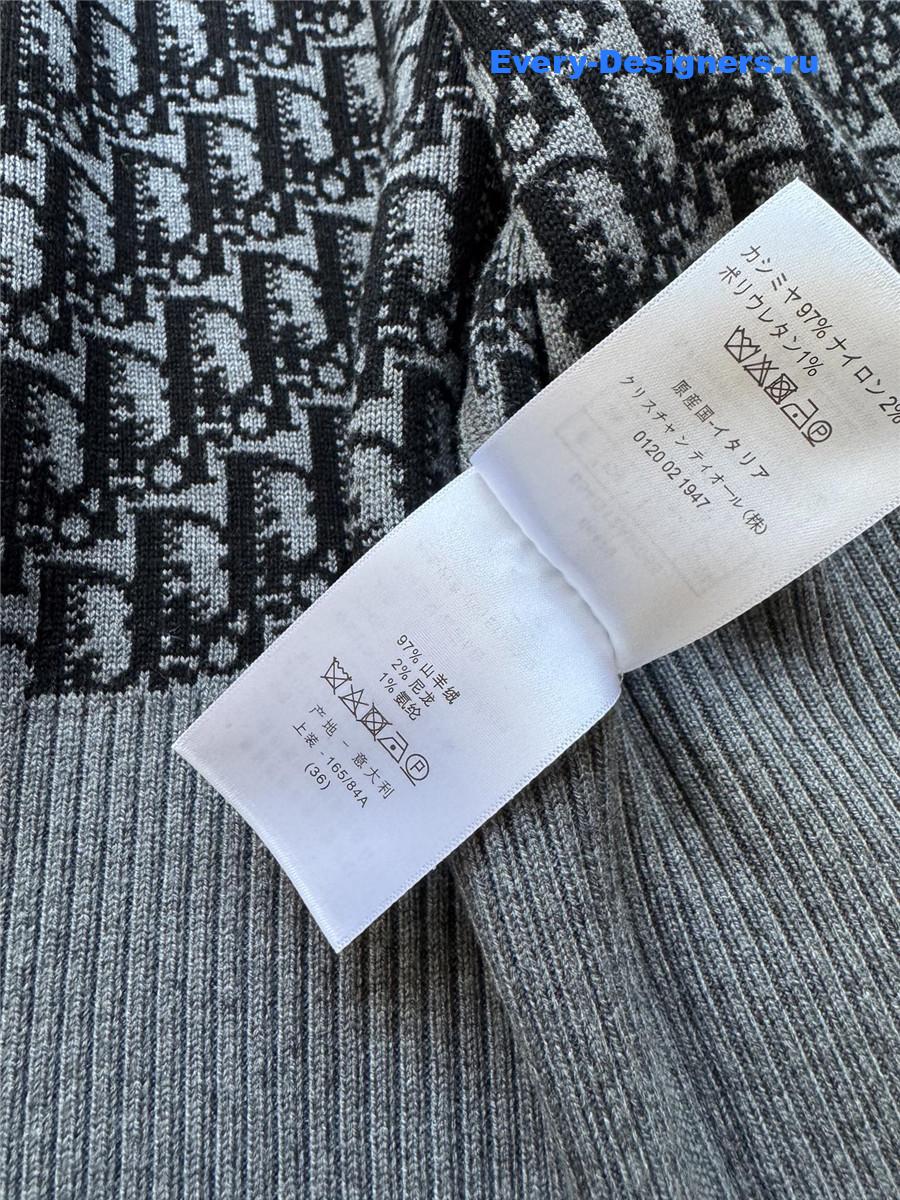 Every-Designers.ru
カシミヤ 97% ナイロン 2%
ポリウレタン 1%
原産国-イタリア
クリスチャン ディオール (株)
0120 02 1947
97% 山羊绒
2% 尼龙
1% 氨纶
产地 - 意大利
上装 - 165/84A
(36)